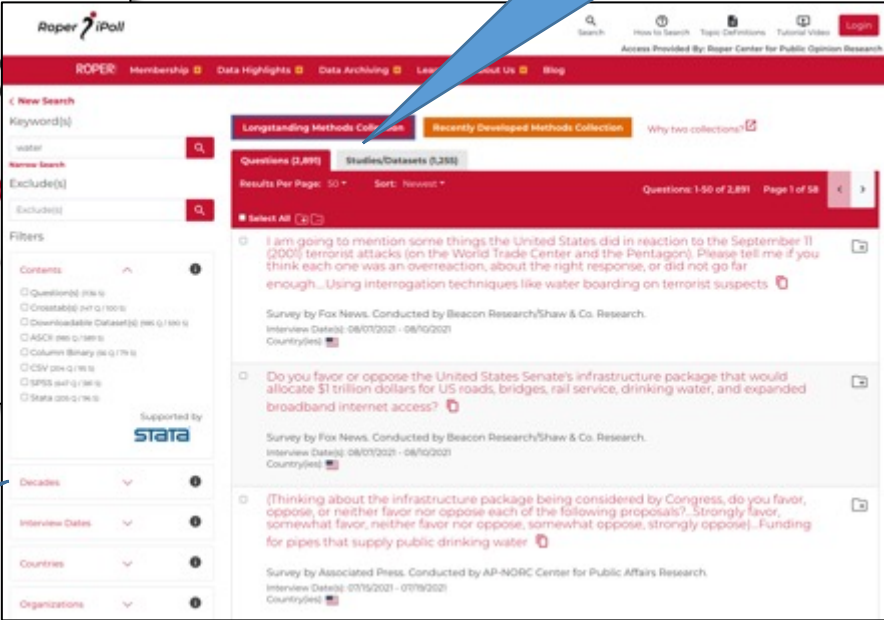 Roper iPoll
Search
How to Search
Topic Definitions
Tutorial Video
Login
Access Provided By: Roper Center for Public Opinion Research
ROPER
Membership
Data Highlights
Data Archiving
About Us
Blog
< New Search
Keyword(s)
water
Narrow Search
Exclude(s)
Exclude(s)
Filters
Contents
Question(s)
Crosstab(s)
Downloadable Dataset(s)
ASCII
Column Binary
CSV
SPSS
Stata
Supported by
STATA
Decades
Interview Dates
Countries
Organizations
Longstanding Methods Collection
Recently Developed Methods Collection
Why two collections?
Questions (2,891)
Studies/Datasets (1,255)
Results Per Page: 50
Sort: Newest
Questions: 1-50 of 2,891 Page 1 of 58
Select All
I am going to mention some things the United States did in reaction to the September 11
(2001) terrorist attacks (on the World Trade Center and the Pentagon). Please tell me if you
think each one was an overreaction, about the right response, or did not go far
enough...Using interrogation techniques like water boarding on terrorist suspects
Survey by Fox News. Conducted by Beacon Research/Shaw & Co. Research.
Interview Date(s): 08/07/2021 - 08/10/2021
Country(ies):
Do you favor or oppose the United States Senate's infrastructure package that would
allocate $1 trillion dollars for US roads, bridges, rail service, drinking water, and expanded
broadband internet access?
Survey by Fox News. Conducted by Beacon Research/Shaw & Co. Research.
Interview Date(s): 08/07/2021 - 08/10/2021
Country(ies):
(Thinking about the infrastructure package being considered by Congress, do you favor,
oppose, or neither favor nor oppose each of the following proposals?...Strongly favor,
somewhat favor, neither favor nor oppose, somewhat oppose, strongly oppose)...Funding
for pipes that supply public drinking water
Survey by Associated Press. Conducted by AP-NORC Center for Public Affairs Research.
Interview Date(s): 07/15/2021 - 07/19/2021
Country(ies):